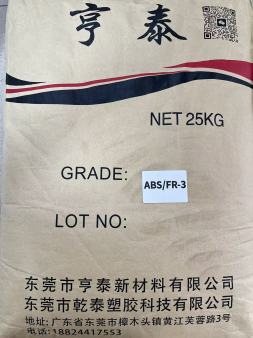 亨泰
NET 25KG
GRADE: ABS/FR-3
LOT NO:
东莞市亨泰新材料有限公司
东莞市乾泰塑胶科技有限公司
地址: 广东省东莞市樟木头镇黄江芙蓉路3号
电话: 18824417553